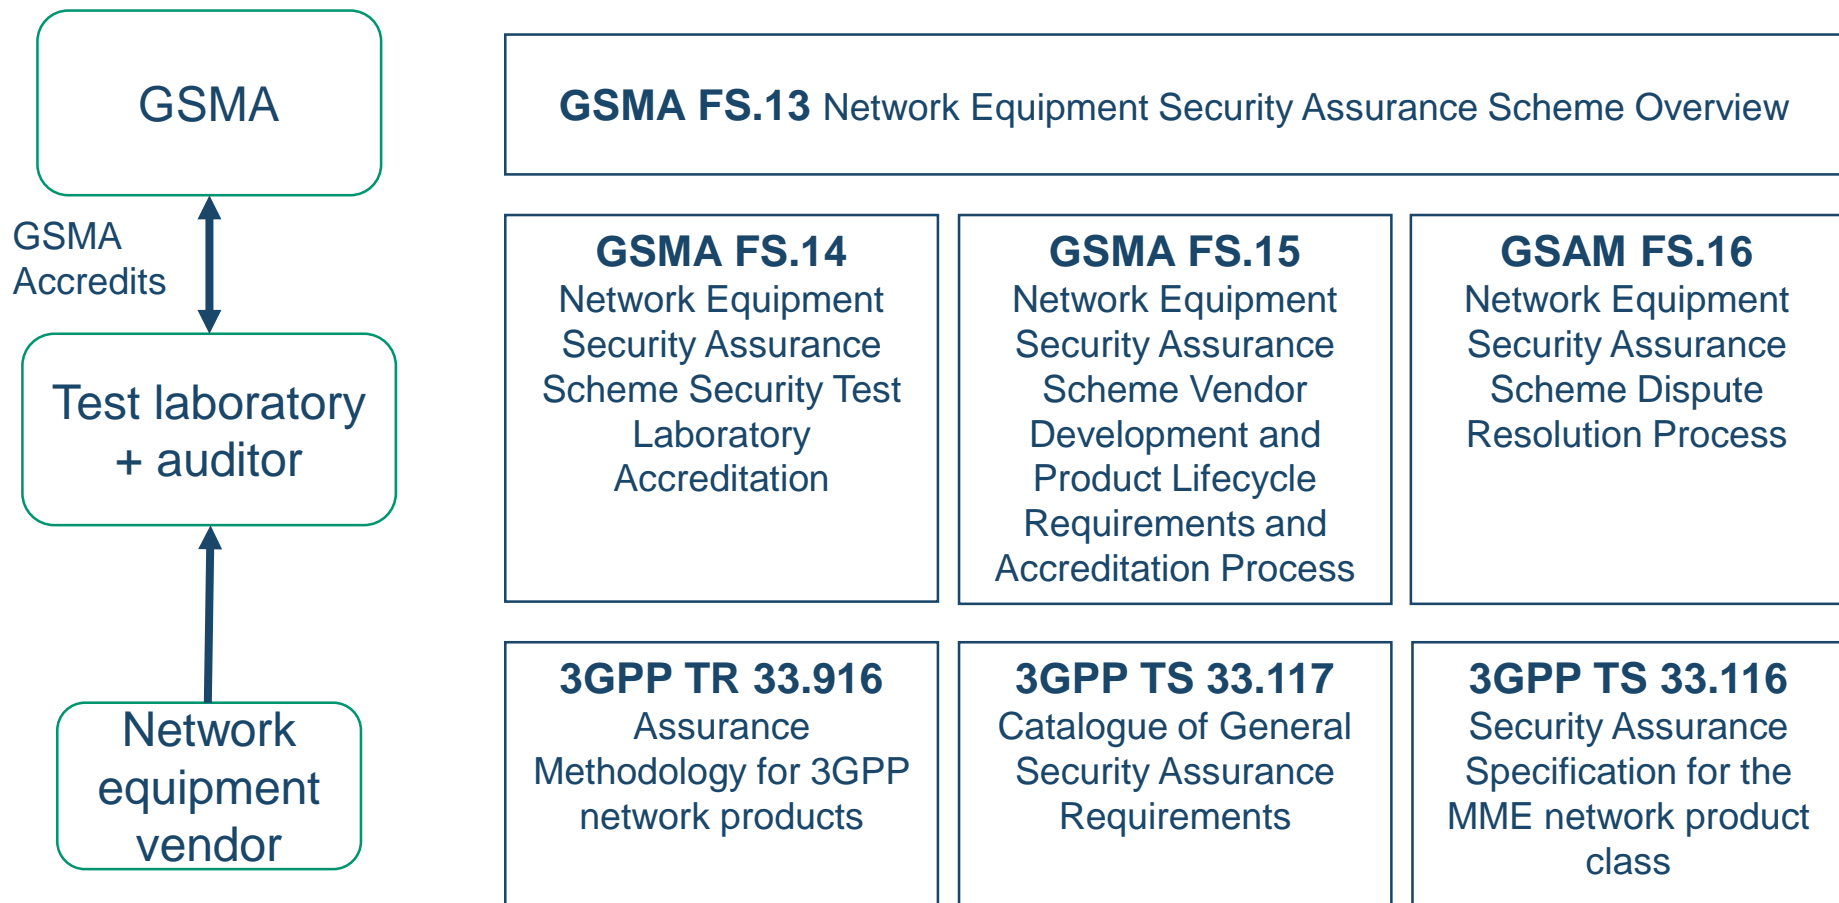 GSMA
GSMA
Accredits
Test laboratory
+ auditor
Network
equipment
vendor
GSMA FS.13 Network Equipment Security Assurance Scheme Overview
GSMA FS.14
Network Equipment
Security Assurance
Scheme Security Test
Laboratory
Accreditation
GSMA FS.15
Network Equipment
Security Assurance
Scheme Vendor
Development and
Product Lifecycle
Requirements and
Accreditation Process
GSAM FS.16
Network Equipment
Security Assurance
Scheme Dispute
Resolution Process
3GPP TR 33.916
Assurance
Methodology for 3GPP
network products
3GPP TS 33.117
Catalogue of General
Security Assurance
Requirements
3GPP TS 33.116
Security Assurance
Specification for the
MME network product
class